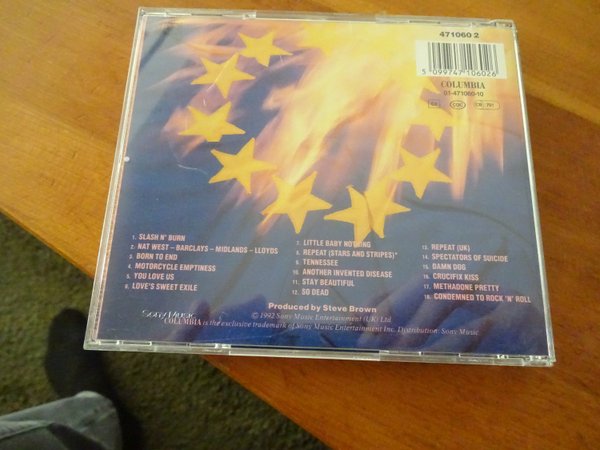 471060 2
5 099747 106026
COLUMBIA
01-471060-10
1. SLASH N' BURN
2. NAT WEST – BARCLAYS – MIDLANDS – LLOYDS
3. BORN TO END
4. MOTORCYCLE EMPTINESS
5. YOU LOVE US
6. LOVE'S SWEET EXILE
7. LITTLE BABY NOTHING
8. REPEAT (STARS AND STRIPES)*
9. TENNESSEE
10. ANOTHER INVENTED DISEASE
11. STAY BEAUTIFUL
12. SO DEAD
13. REPEAT (UK)
14. SPECTATORS OF SUICIDE
15. DAMN DOG
16. CRUCIFIX KISS
17. METHADONE PRETTY
18. CONDEMNED TO ROCK 'N' ROLL
Produced by Steve Brown
© 1992 Sony Music Entertainment (UK) Ltd
SONY MUSIC
COLUMBIA is the exclusive trademark of Sony Music Entertainment Inc. Distribution: Sony Music